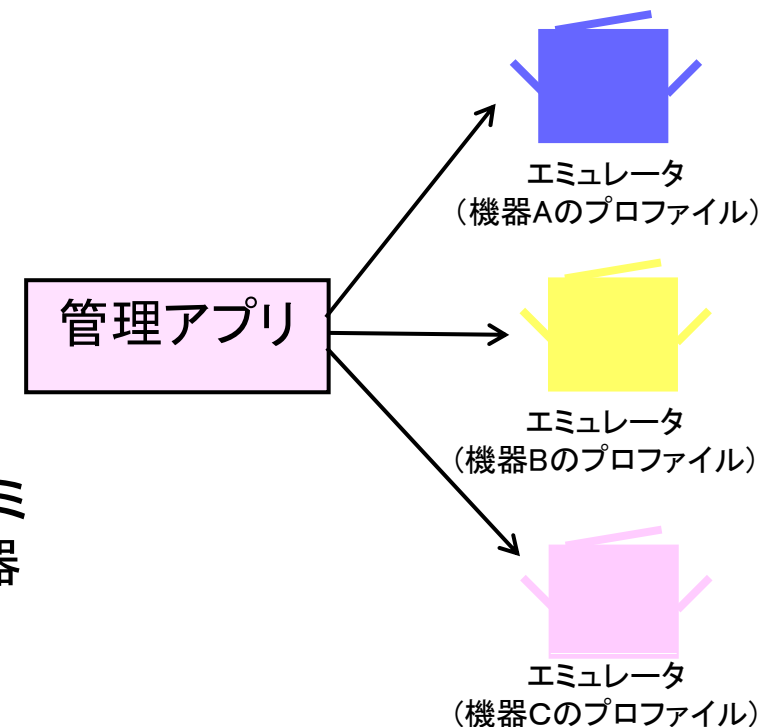 エミュレータ
（機器Aのプロファイル）
管理アプリ
エミュレータ
（機器Bのプロファイル）
ミ
器
エミュレータ
（機器Cのプロファイル）